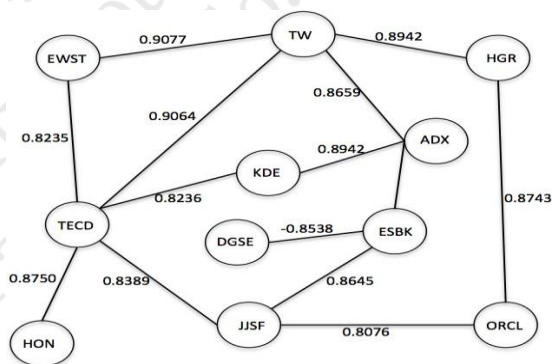 TW
0.9077
0.8942
EWST
HGR
0.8659
0.9064
0.8235
ADX
0.8942
KDE
0.8236
0.8743
TECD
-0.8538
ESBK
DGSE
0.8750
0.8389
0.8645
JJSF
ORCL
0.8076
HON